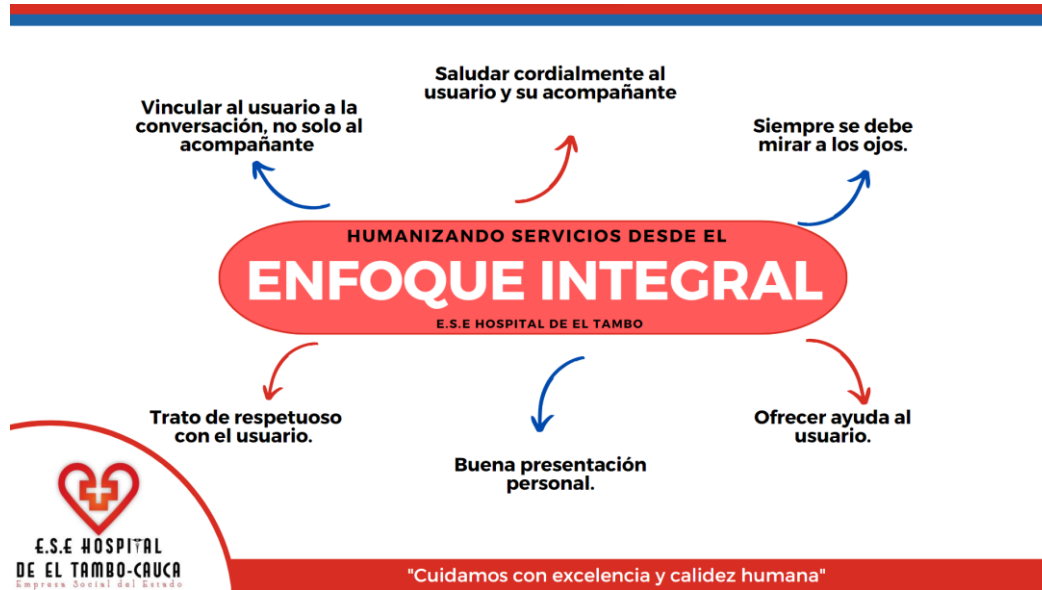 Saludar cordialmente al
usuario y su acompañante
Vincular al usuario a la
conversación, no solo al
acompañante
Siempre se debe
mirar a los ojos.
HUMANIZANDO SERVICIOS DESDE EL
ENFOQUE INTEGRAL
E.S.E HOSPITAL DE EL TAMBO
Trato de respetuoso
con el usuario.
Buena presentación
personal.
Ofrecer ayuda al
usuario.
E.S.E HOSPITAL
DE EL TAMBO-CAUCA
Empresa Social del Estado
"Cuidamos con excelencia y calidez humana"